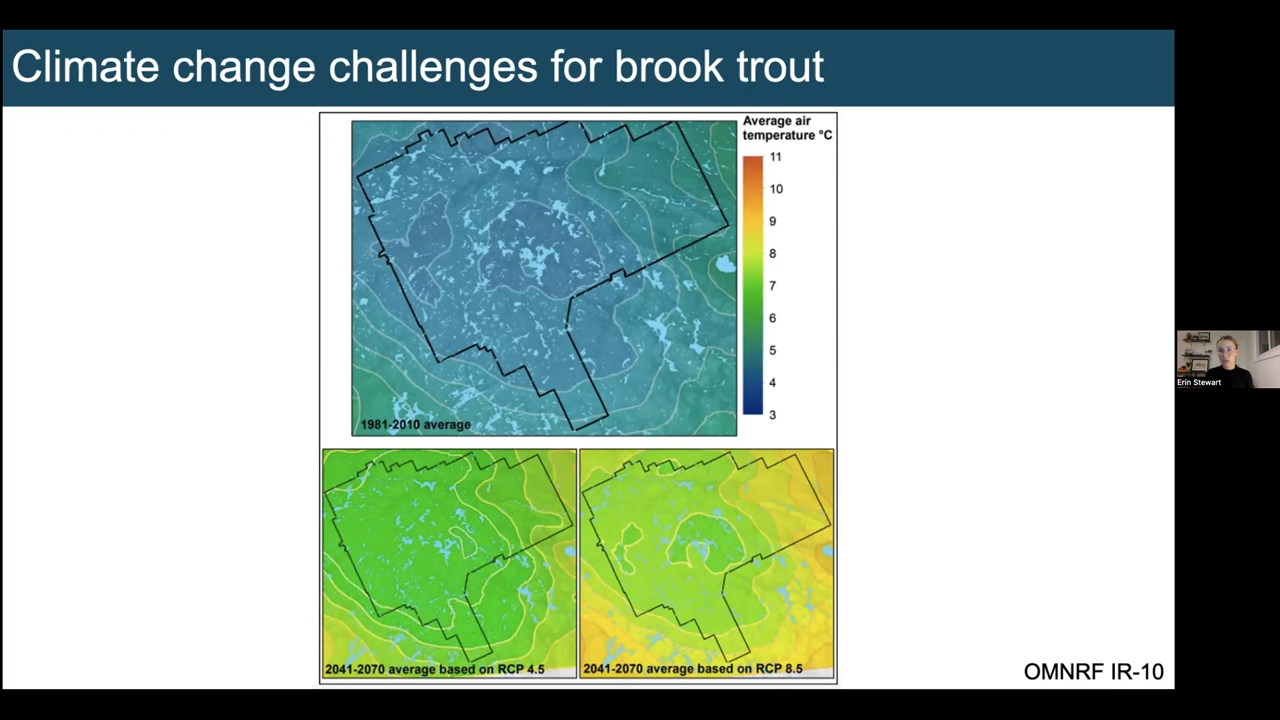 Climate change challenges for brook trout
Average air
temperature °C
11
10
9
8
7
6
5
4
3
1981-2010 average
2041-2070 average based on RCP 4.5
2041-2070 average based on RCP 8.5
Erin Stewart
OMNRF IR-10